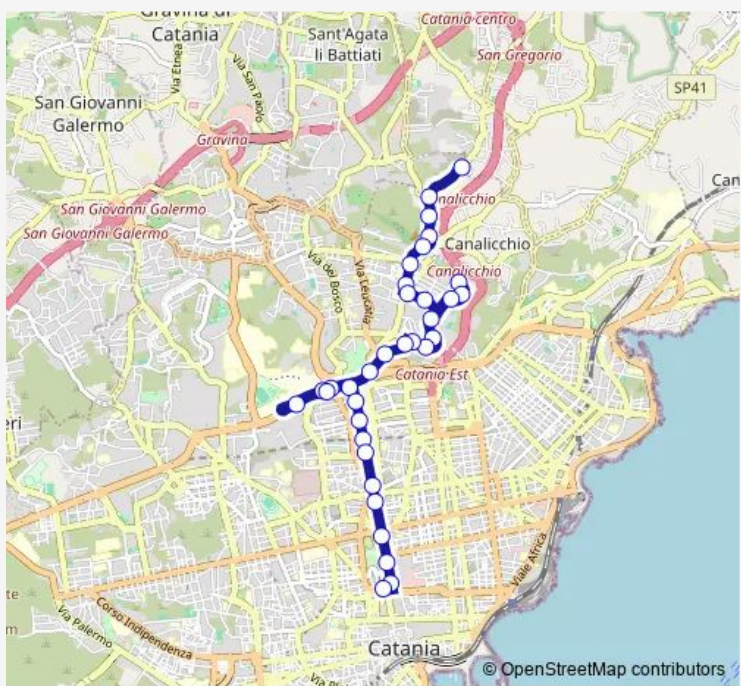 Gravina di
Catania
Catania centro
Sant'Agata
li Battiati
San Gregorio
Via Etnea
Via San Paolo
SP41
San Giovanni
Galermo
Gravina
Can
San Giovanni Galermo
San Giovanni Galermo
nalicchio
Canalicchio
Canalicchio
Via del Bosco
Via Leucatia
Catania Est
eri
Viale Africa
te
m
Corso Indipendenza
Via Palermo
Catania
© OpenStreetMap contributors